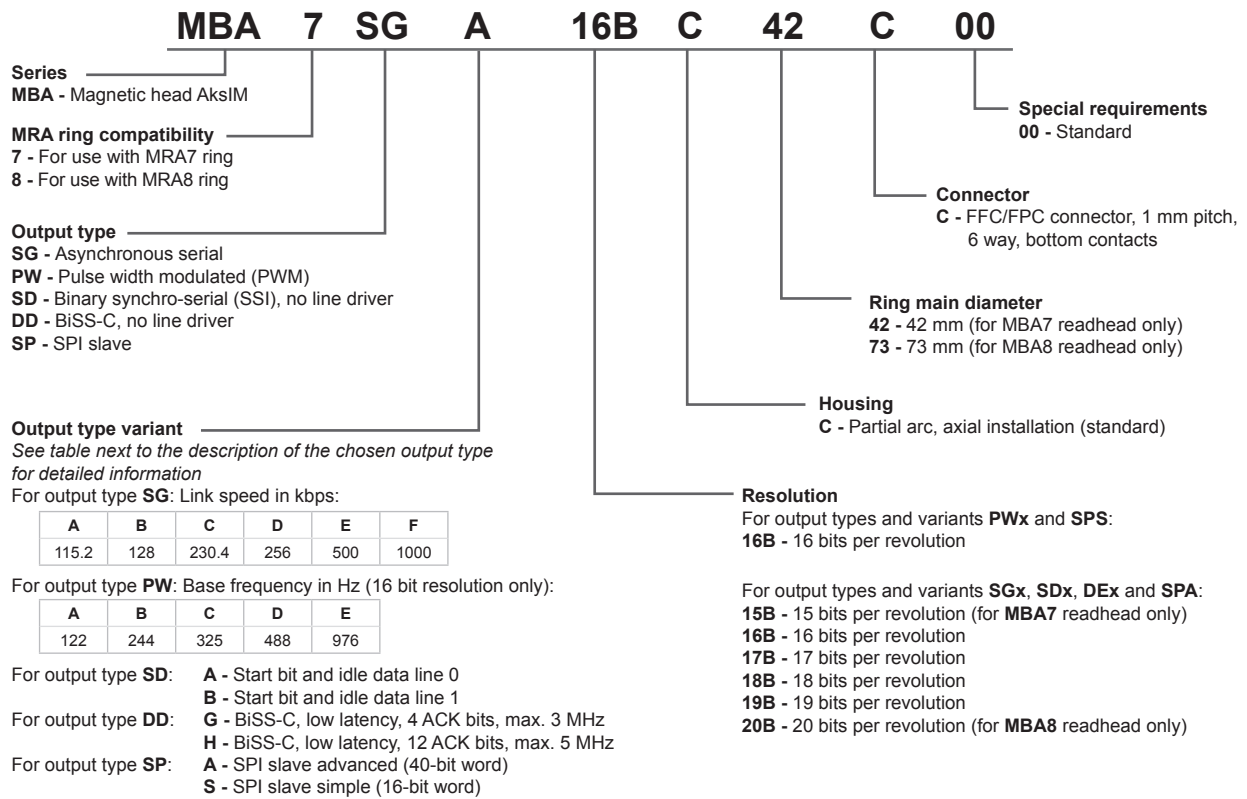 MBA 7 SG A 16B C 42 C 00
Series
MBA - Magnetic head AksIM
MRA ring compatibility
7 - For use with MRA7 ring
8 - For use with MRA8 ring
Output type
SG - Asynchronous serial
PW - Pulse width modulated (PWM)
SD - Binary synchro-serial (SSI), no line driver
DD - BiSS-C, no line driver
SP - SPI slave
Output type variant
See table next to the description of the chosen output type
for detailed information
For output type SG: Link speed in kbps:
A B C D E F
115.2 128 230.4 256 500 1000
For output type PW: Base frequency in Hz (16 bit resolution only):
A B C D E
122 244 325 488 976
For output type SD: A - Start bit and idle data line 0
B - Start bit and idle data line 1
For output type DD: G - BiSS-C, low latency, 4 ACK bits, max. 3 MHz
H - BiSS-C, low latency, 12 ACK bits, max. 5 MHz
For output type SP: A - SPI slave advanced (40-bit word)
S - SPI slave simple (16-bit word)
Special requirements
00 - Standard
Connector
C - FFC/FPC connector, 1 mm pitch,
6 way, bottom contacts
Ring main diameter
42 - 42 mm (for MBA7 readhead only)
73 - 73 mm (for MBA8 readhead only)
Housing
C - Partial arc, axial installation (standard)
Resolution
For output types and variants PWx and SPS:
16B - 16 bits per revolution
For output types and variants SGx, SDx, DEx and SPA:
15B - 15 bits per revolution (for MBA7 readhead only)
16B - 16 bits per revolution
17B - 17 bits per revolution
18B - 18 bits per revolution
19B - 19 bits per revolution
20B - 20 bits per revolution (for MBA8 readhead only)